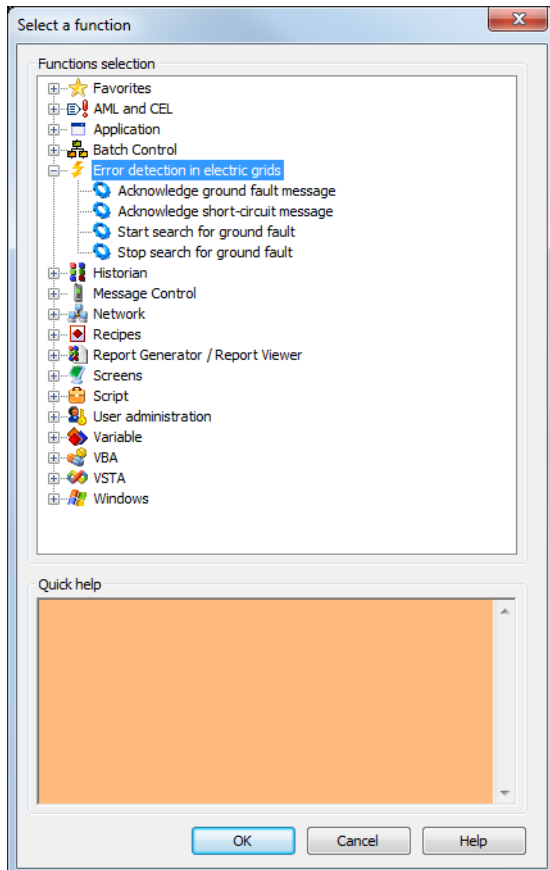 Select a function
Functions selection
Favorites
AML and CEL
Application
Batch Control
Error detection in electric grids
Acknowledge ground fault message
Acknowledge short-circuit message
Start search for ground fault
Stop search for ground fault
Historian
Message Control
Network
Recipes
Report Generator / Report Viewer
Screens
Script
User administration
Variable
VBA
VSTA
Windows
Quick help
OK Cancel Help